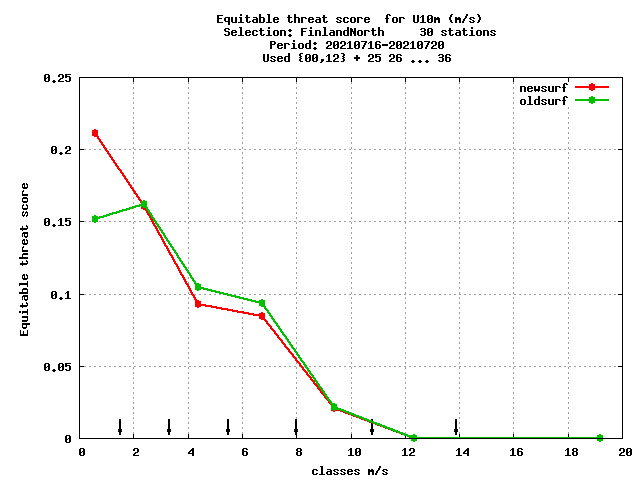 Equitable threat score  for U10m (m/s)
Selection: FinlandNorth     30 stations
Period: 20210716-20210720
Used {00,12} + 25 26 ... 36
newsurf
oldsurf
0.25
0.2
0.15
0.1
0.05
0
Equitable threat score
0 2 4 6 8 10 12 14 16 18 20
classes m/s